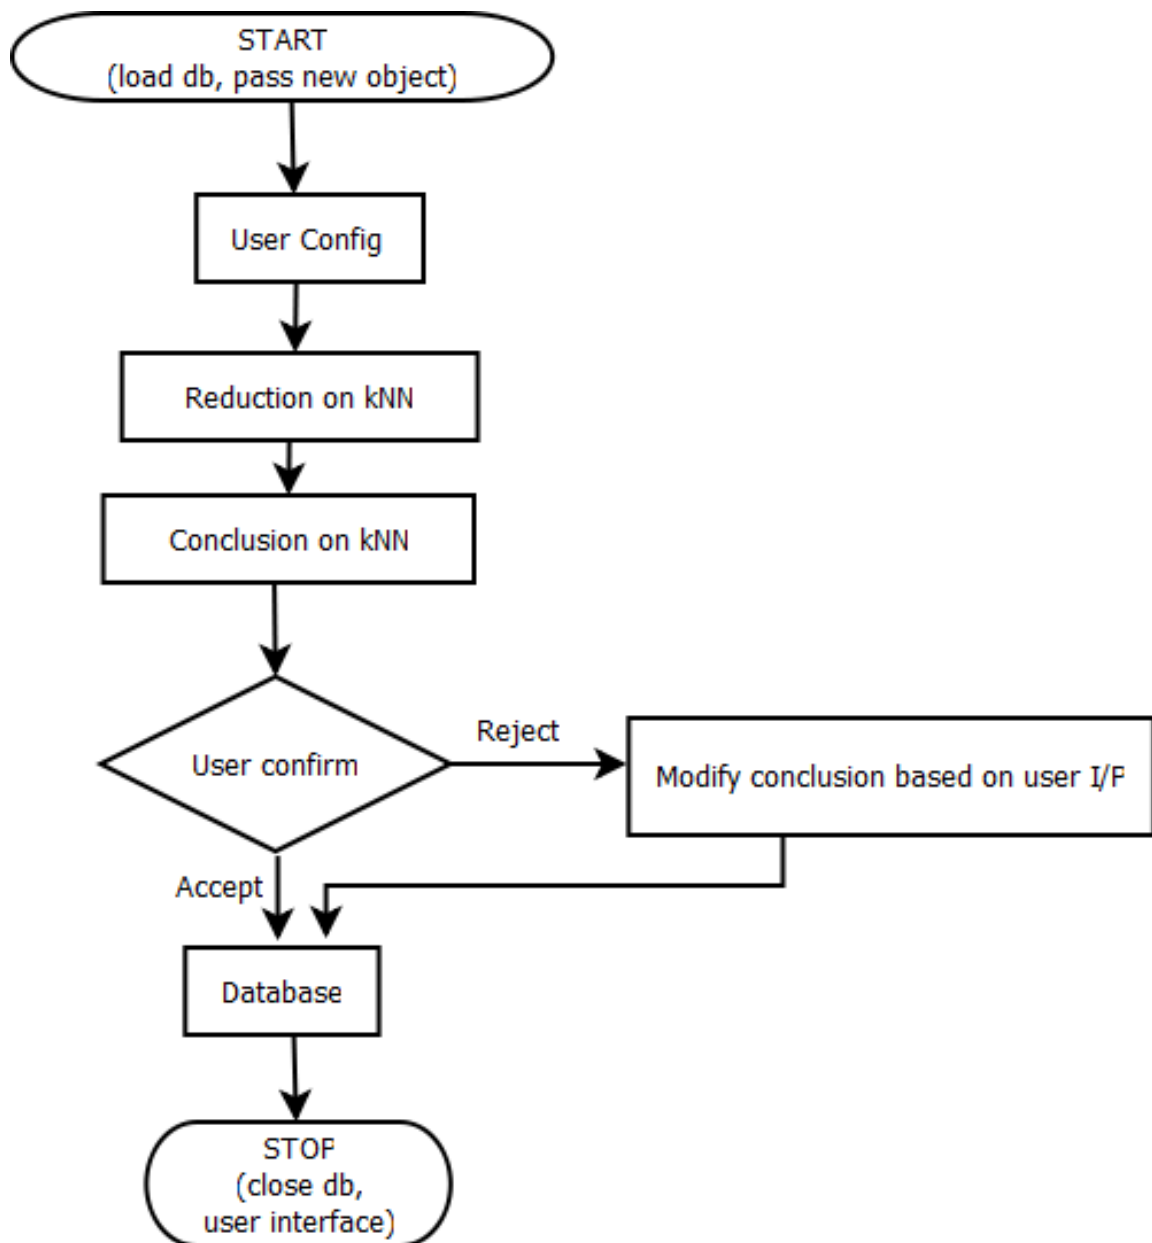 START
(load db, pass new object)
User Config
Reduction on kNN
Conclusion on kNN
User confirm
Reject
Modify conclusion based on user I/P
Accept
Database
STOP
(close db,
user interface)